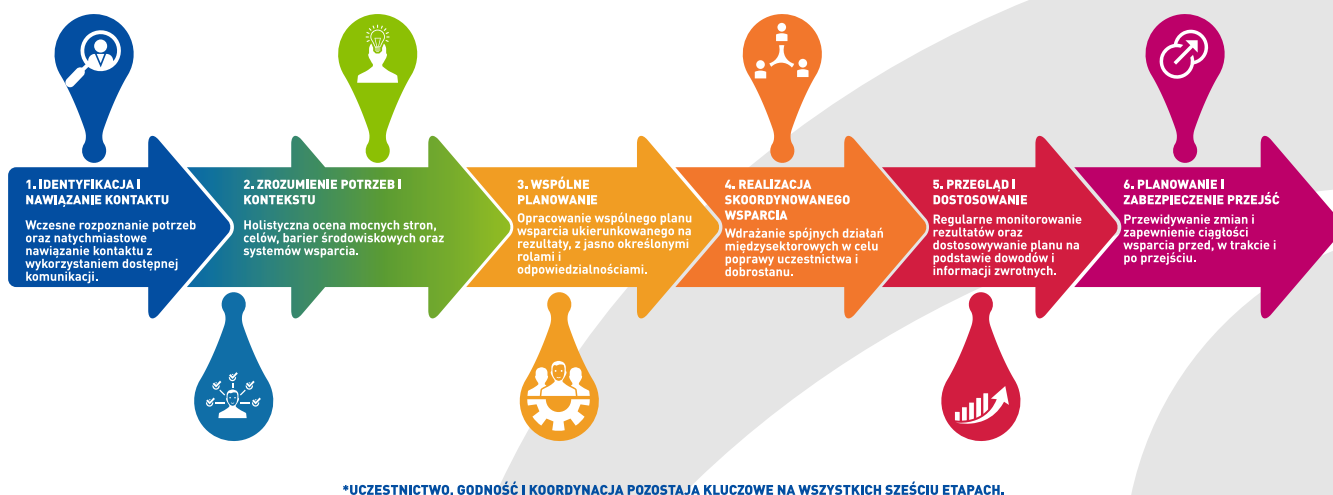 1. IDENTYFIKACJA I
NAWIĄZANIE KONTAKTU
Wczesne rozpoznanie potrzeb
oraz natychmiastowe
nawiązanie kontaktu z
wykorzystaniem dostępnej
komunikacji.
2. ZROZUMIENIE POTRZEB I
KONTEKSTU
Holistyczna ocena mocnych stron,
celów, barier środowiskowych oraz
systemów wsparcia.
3. WSPÓLNE
PLANOWANIE
Opracowanie wspólnego planu
wsparcia ukierunkowanego na
rezultaty, z jasno określonymi
rolami i
odpowiedzialnościami.
4. REALIZACJA
SKOORDYNOWANEGO
WSPARCIA
Wdrażanie spójnych działań
międzysektorowych w celu
poprawy uczestnictwa i
dobrostanu.
5. PRZEGLĄD I
DOSTOSOWANIE
Regularne monitorowanie
rezultatów oraz
dostosowywanie planu na
podstawie dowodów i
informacji zwrotnych.
6. PLANOWANIE I
ZABEZPIECZENIE PRZEJŚĆ
Przewidywanie zmian i
zapewnienie ciągłości
wsparcia przed, w trakcie i
po przejściu.
*UCZESTNICTWO, GODNOŚĆ I KOORDYNACJA POZOSTAJĄ KLUCZOWE NA WSZYSTKICH SZEŚCIU ETAPACH.